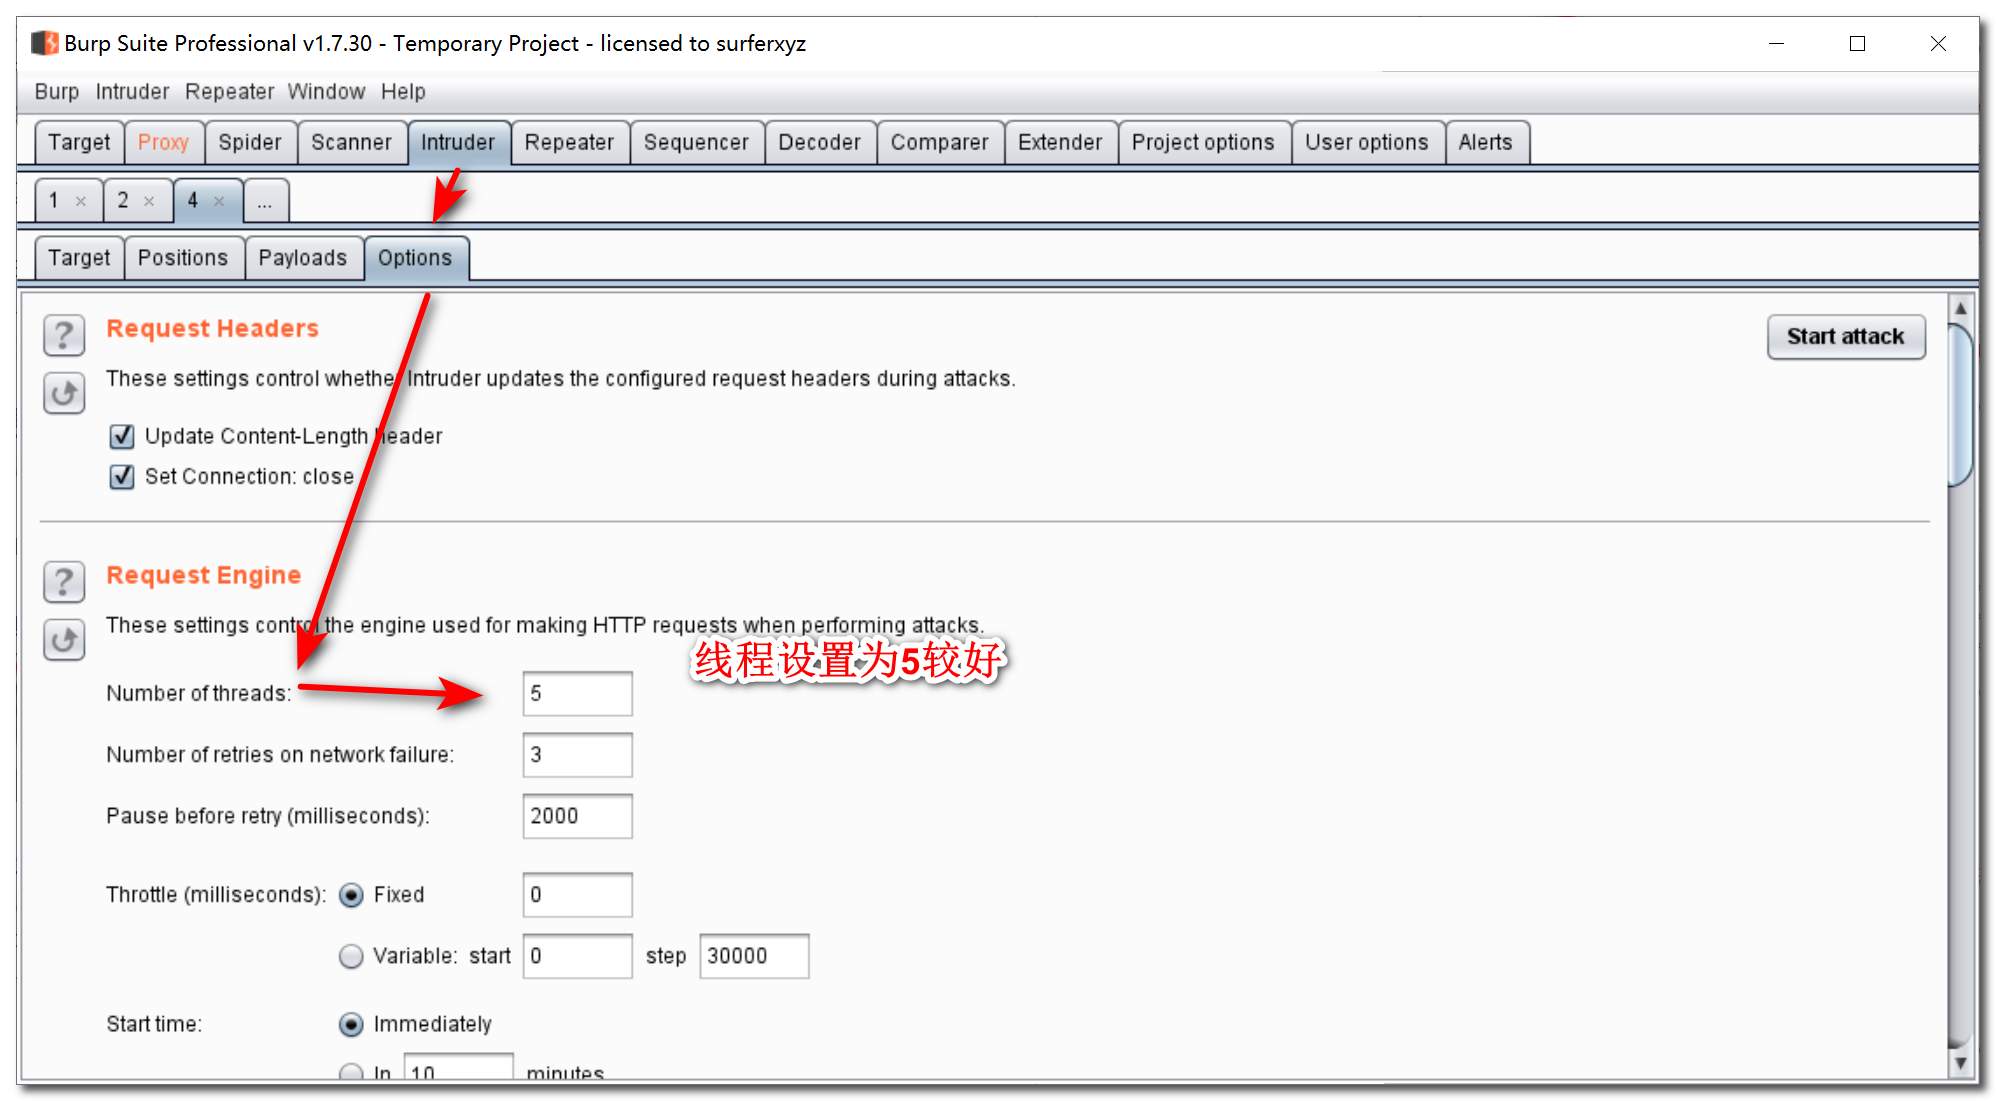 Burp Suite Professional v1.7.30 - Temporary Project - licensed to surferxyz
Burp Intruder Repeater Window Help
Target Proxy Spider Scanner Intruder Repeater Sequencer Decoder Comparer Extender Project options User options Alerts
1 × 2 × 4 × ...
Target Positions Payloads Options
? Request Headers
Start attack
These settings control whether Intruder updates the configured request headers during attacks.
Update Content-Length header
Set Connection: close
? Request Engine
These settings control the engine used for making HTTP requests when performing attacks.
线程设置为5较好
Number of threads: 5
Number of retries on network failure: 3
Pause before retry (milliseconds): 2000
Throttle (milliseconds): Fixed 0
Variable: start 0 step 30000
Start time: Immediately
In 10 minutes